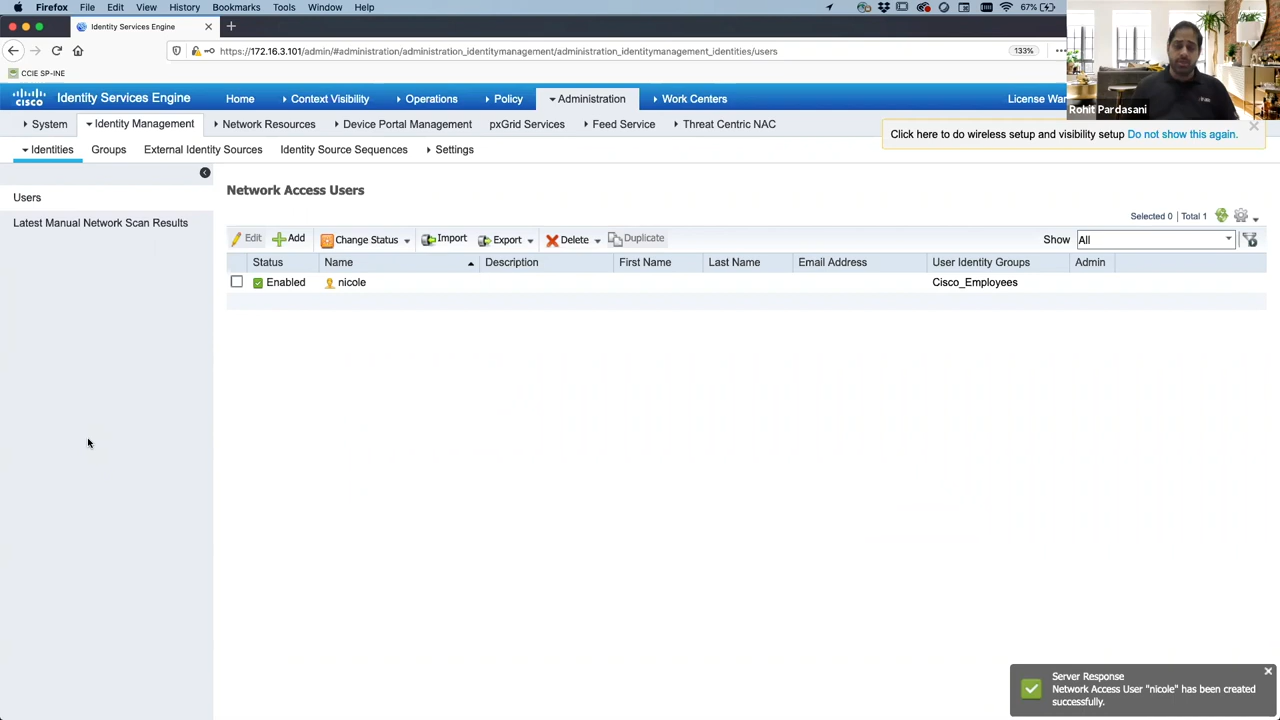 Firefox File Edit View History Bookmarks Tools Window Help 67%
Identity Services Engine
https://172.16.3.101/admin/#administration/administration_identitymanagement/administration_identitymanagement_identities/users 133%
CCIE SP-INE
Rohit Pardasani
cisco Identity Services Engine Home Context Visibility Operations Policy Administration Work Centers License War
System Identity Management Network Resources Device Portal Management pxGrid Services Feed Service Threat Centric NAC
Click here to do wireless setup and visibility setup Do not show this again.
Identities Groups External Identity Sources Identity Source Sequences Settings
Users
Latest Manual Network Scan Results
Network Access Users
Selected 0 | Total 1
Edit Add Change Status Import Export Delete Duplicate Show All
Status Name Description First Name Last Name Email Address User Identity Groups Admin
Enabled nicole Cisco_Employees
Server Response
Network Access User "nicole" has been created
successfully.